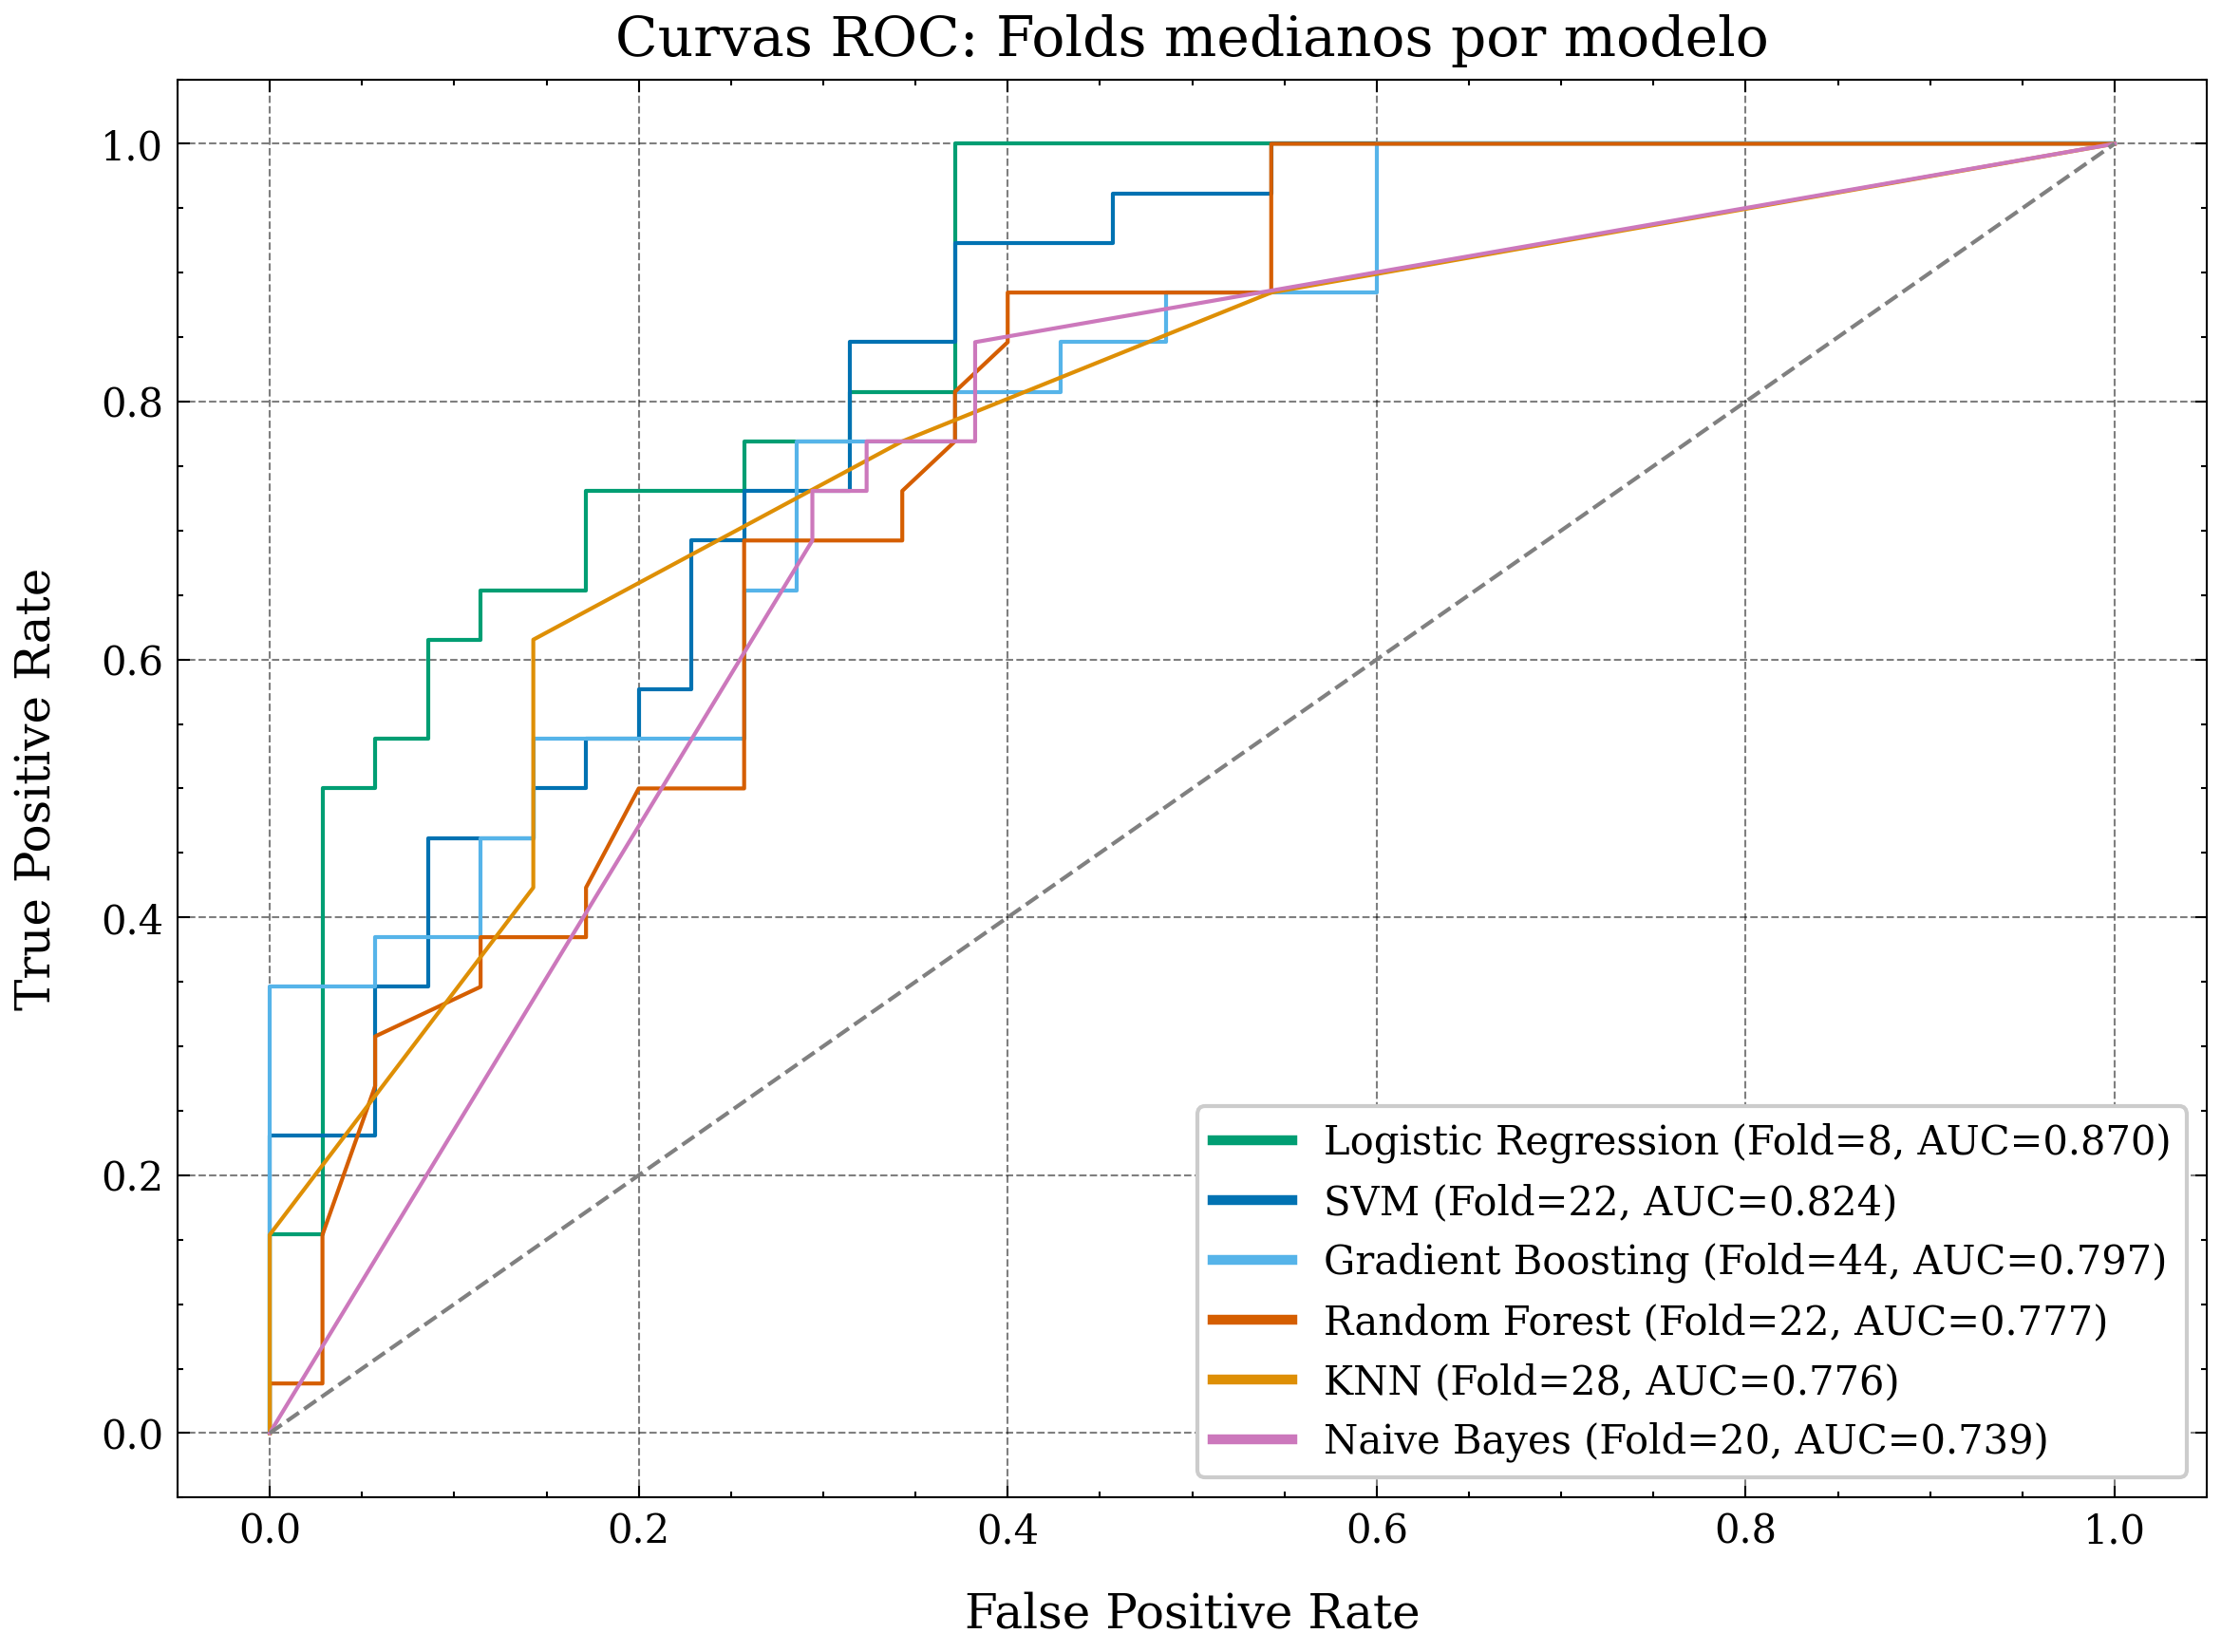 Curvas ROC: Folds medianos por modelo
True Positive Rate
1.0
0.8
0.6
0.4
0.2
0.0
Logistic Regression (Fold=8, AUC=0.870)
SVM (Fold=22, AUC=0.824)
Gradient Boosting (Fold=44, AUC=0.797)
Random Forest (Fold=22, AUC=0.777)
KNN (Fold=28, AUC=0.776)
Naive Bayes (Fold=20, AUC=0.739)
0.0 0.2 0.4 0.6 0.8 1.0
False Positive Rate